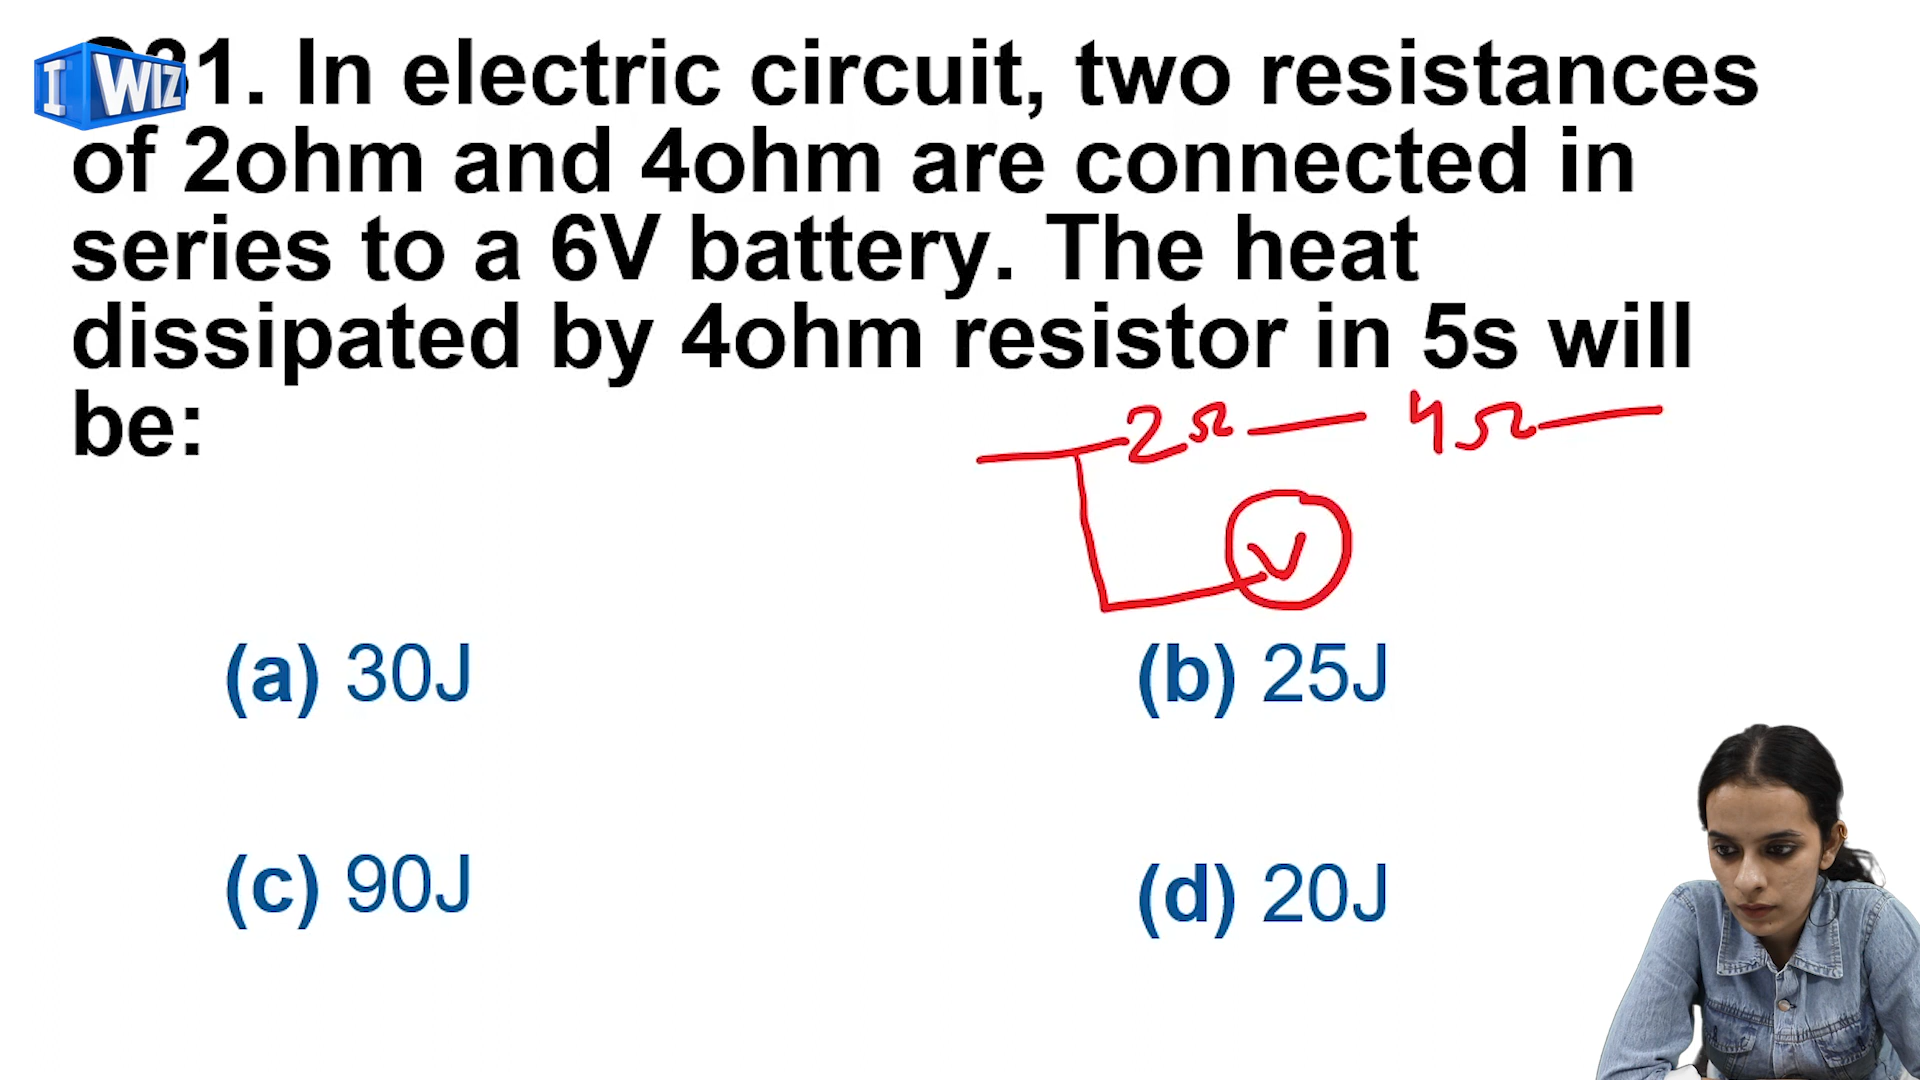 I WIZ
1. In electric circuit, two resistances
of 2ohm and 4ohm are connected in
series to a 6V battery. The heat
dissipated by 4ohm resistor in 5s will
be:
2Ω 4Ω
V
(a) 30J
(b) 25J
(c) 90J
(d) 20J